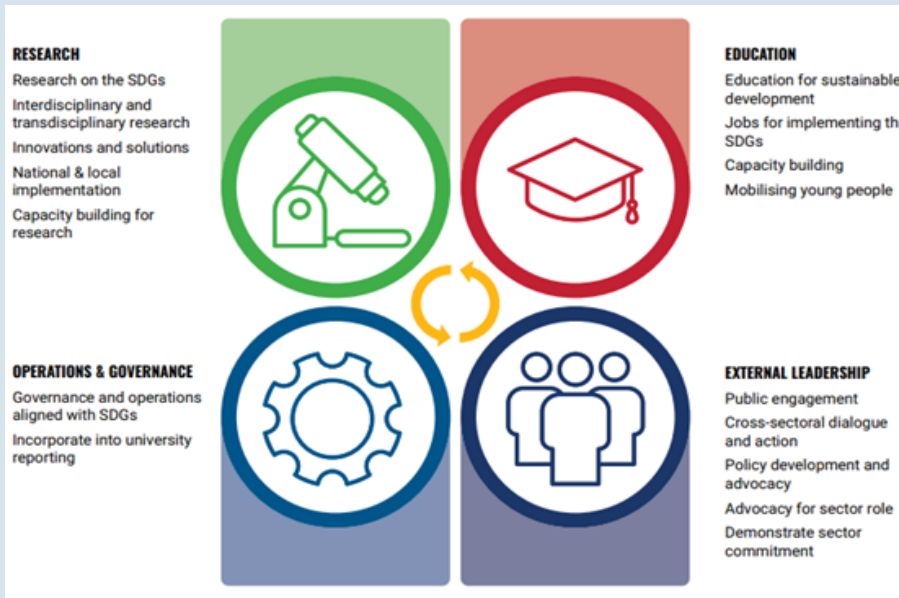 RESEARCH
Research on the SDGs
Interdisciplinary and
transdisciplinary research
Innovations and solutions
National & local
implementation
Capacity building for
research
EDUCATION
Education for sustainable
development
Jobs for implementing th
SDGs
Capacity building
Mobilising young people
OPERATIONS & GOVERNANCE
Governance and operations
aligned with SDGs
Incorporate into university
reporting
EXTERNAL LEADERSHIP
Public engagement
Cross-sectoral dialogue
and action
Policy development and
advocacy
Advocacy for sector role
Demonstrate sector
commitment